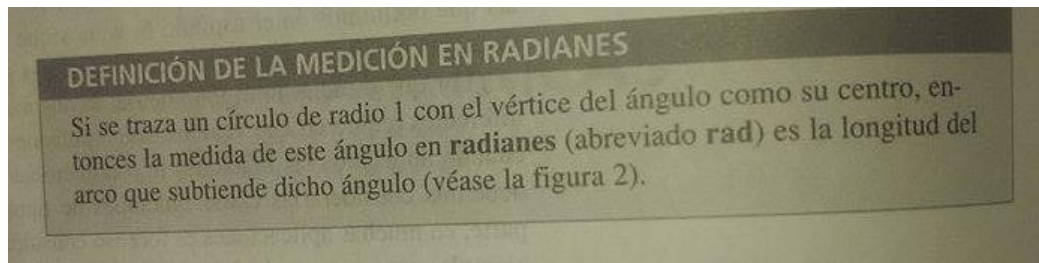 DEFINICIÓN DE LA MEDICIÓN EN RADIANES
Si se traza un círculo de radio 1 con el vértice del ángulo como su centro, en-
tonces la medida de este ángulo en radianes (abreviado rad) es la longitud del
arco que subtiende dicho ángulo (véase la figura 2).